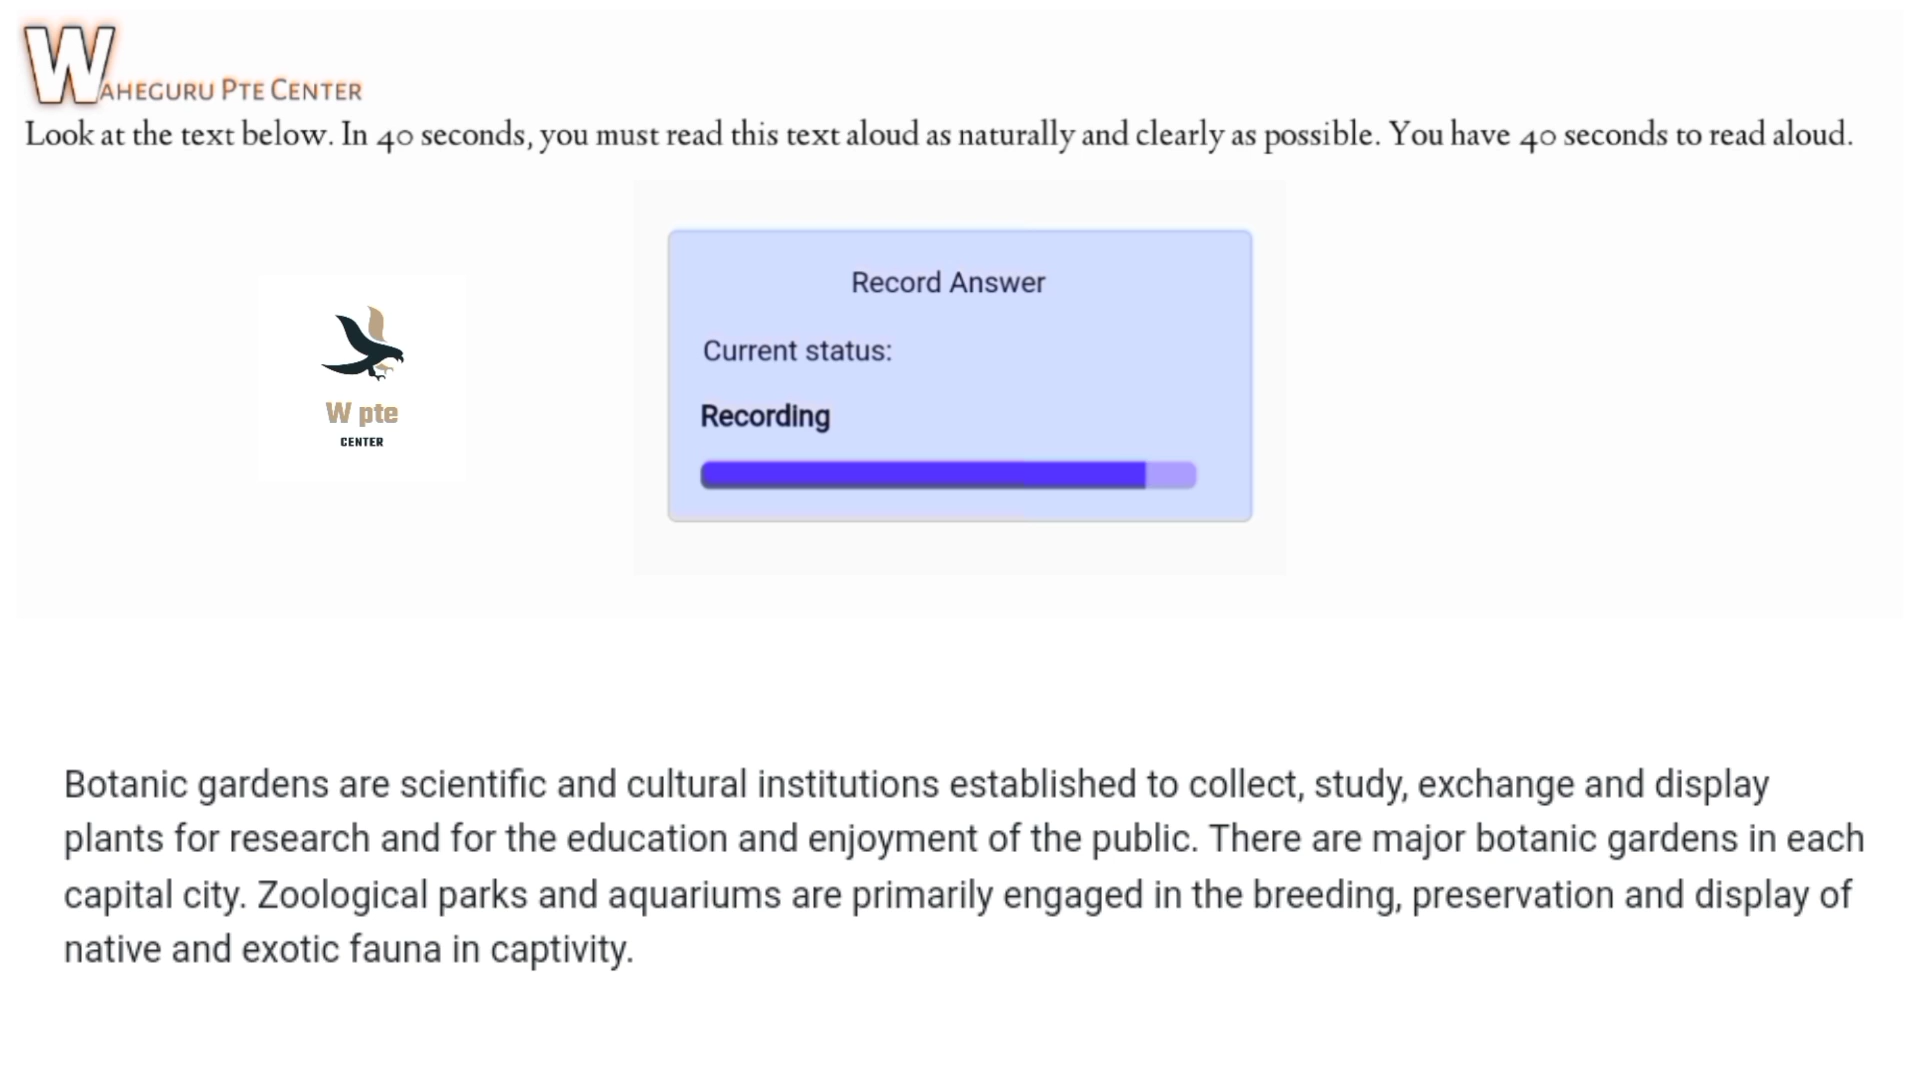 WAHEGURU PTE CENTER
Look at the text below. In 40 seconds, you must read this text aloud as naturally and clearly as possible. You have 40 seconds to read aloud.
Record Answer
Current status:
Recording
W pte
CENTER
Botanic gardens are scientific and cultural institutions established to collect, study, exchange and display
plants for research and for the education and enjoyment of the public. There are major botanic gardens in each
capital city. Zoological parks and aquariums are primarily engaged in the breeding, preservation and display of
native and exotic fauna in captivity.